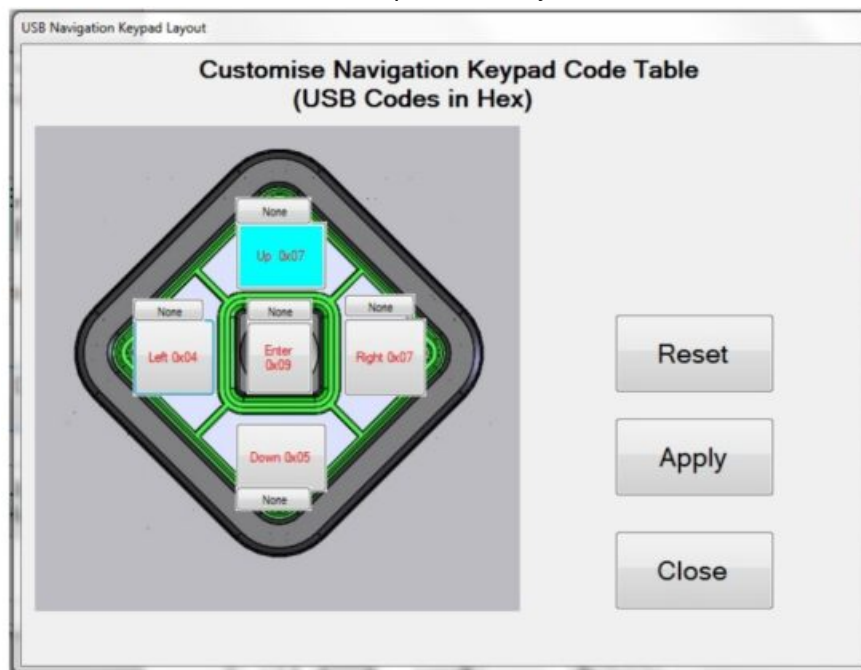 USB Navigation Keypad Layout
Customise Navigation Keypad Code Table
(USB Codes in Hex)
None
Up 0x07
None
None
None
Left 0x04
Enter
0x09
Right 0x07
Down 0x05
None
Reset
Apply
Close